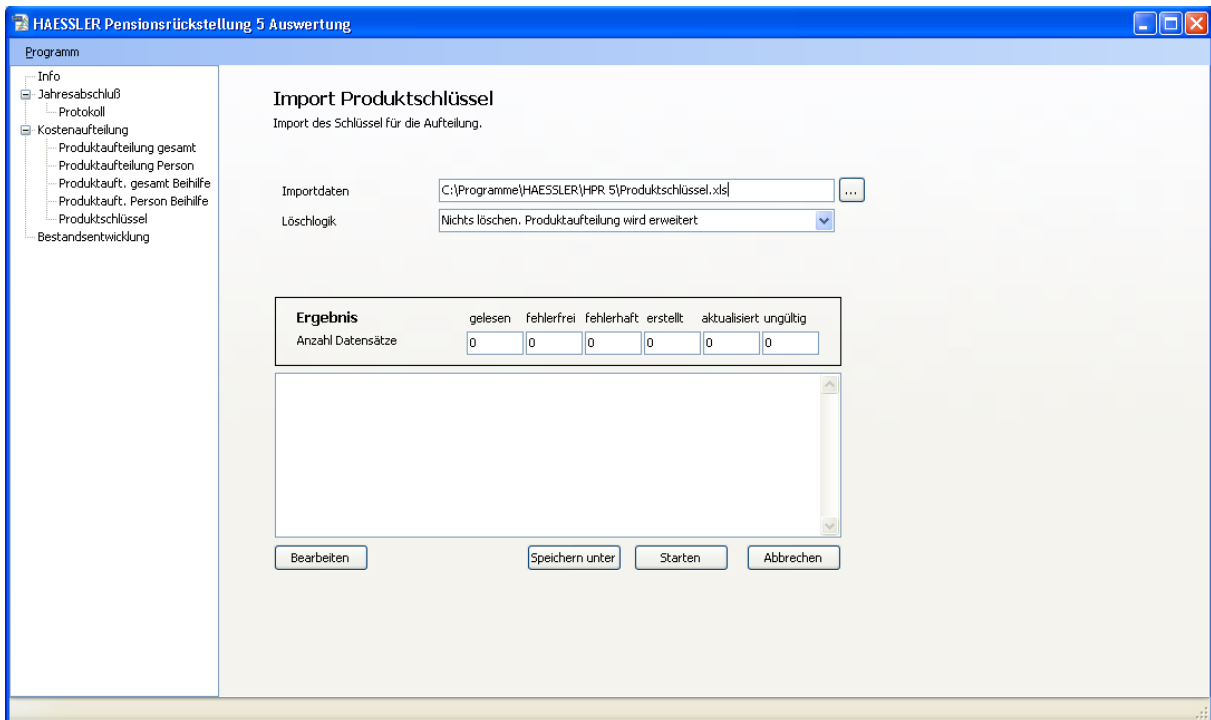 HAESSLER Pensionsrückstellung 5 Auswertung
Programm
Info
Jahresabschluß
Protokoll
Kostenaufteilung
Produktaufteilung gesamt
Produktaufteilung Person
Produktauft. gesamt Beihilfe
Produktauft. Person Beihilfe
Produktschlüssel
Bestandsentwicklung
Import Produktschlüssel
Import des Schlüssel für die Aufteilung.
Importdaten C:\Programme\HAESSLER\HPR 5\Produktschlüssel.xls ...
Löschlogik Nichts löschen. Produktaufteilung wird erweitert
Ergebnis gelesen fehlerfrei fehlerhaft erstellt aktualisiert ungültig
Anzahl Datensätze 0 0 0 0 0 0
Bearbeiten Speichern unter Starten Abbrechen